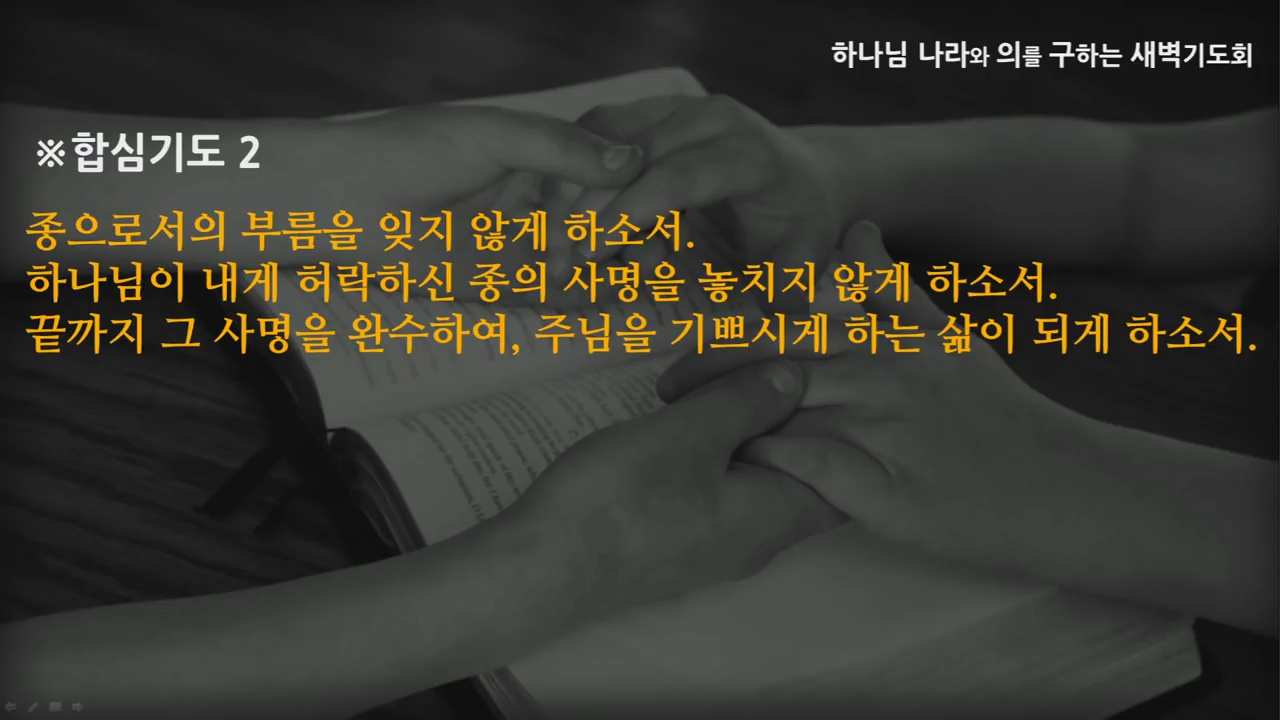 하나님 나라와 의를 구하는 새벽기도회
※합심기도 2
종으로서의 부름을 잊지 않게 하소서.
하나님이 내게 허락하신 종의 사명을 놓치지 않게 하소서.
끝까지 그 사명을 완수하여, 주님을 기쁘시게 하는 삶이 되게 하소서.